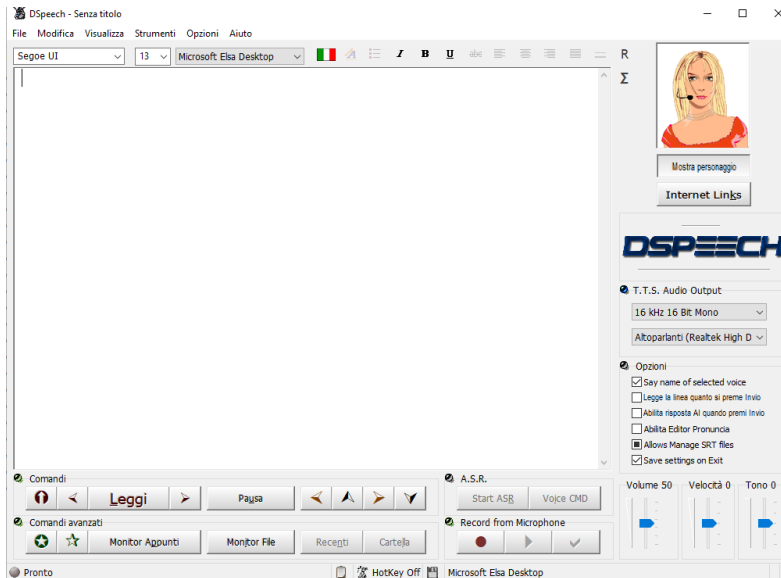 DSpeech - Senza titolo
File Modifica Visualizza Strumenti Opzioni Aiuto
Segoe UI 13 Microsoft Elsa Desktop I B U abc R
Σ
Mostra personaggio
Internet Links
DSPEECH
T.T.S. Audio Output
16 kHz 16 Bit Mono
Altoparlanti (Realtek High D
Opzioni
Say name of selected voice
Legge la linea quanto si preme Invio
Abilita risposta AI quando premi Invio
Abilita Editor Pronuncia
Allows Manage SRT files
Save settings on Exit
Comandi
Leggi Pausa
A.S.R.
Start ASR Voice CMD
Volume 50 Velocità 0 Tono 0
Comandi avanzati
Monitor Appunti Monitor File Recenti Cartella
Record from Microphone
Pronto HotKey Off Microsoft Elsa Desktop